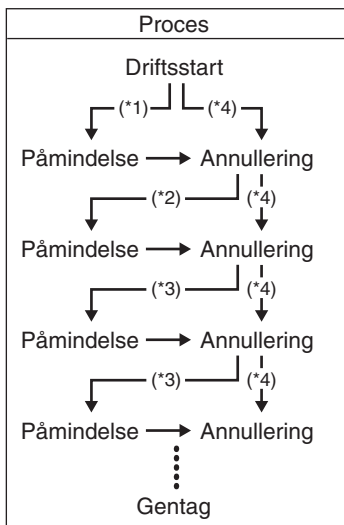 Proces
Driftsstart
(*1) (*4)
Påmindelse Annullering
(*2) (*4)
Påmindelse Annullering
(*3) (*4)
Påmindelse Annullering
(*3) (*4)
Påmindelse Annullering
Gentag